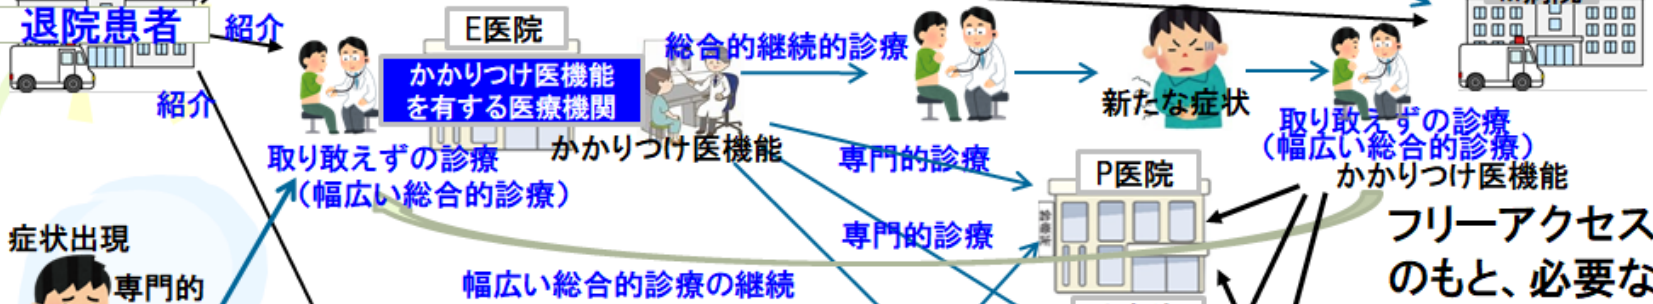 退院患者
紹介
紹介
E医院
かかりつけ医機能
を有する医療機関
総合的継続的診療
新たな症状
取り敢えずの診療
（幅広い総合的診療）
かかりつけ医機能
かかりつけ医機能
取り敢えずの診療
（幅広い総合的診療）
専門的診療
P医院
専門的診療
幅広い総合的診療の継続
症状出現
専門的
フリーアクセス
のもと、必要な